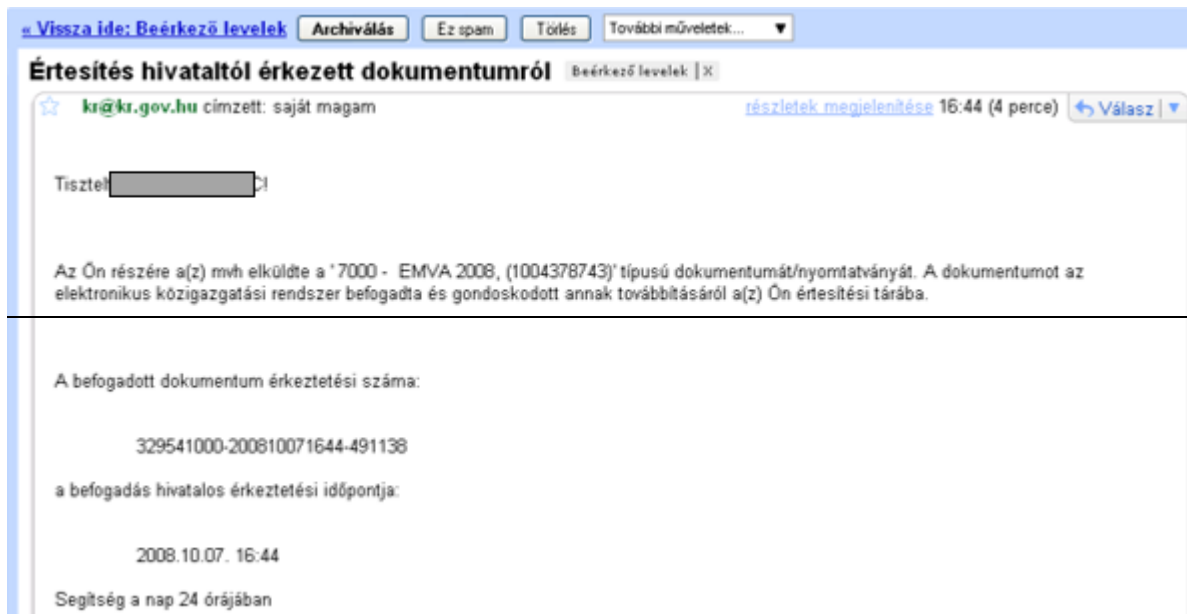 « Vissza ide: Beérkező levelek Archiválás Ez spam Törlés További műveletek...
Értesítés hivataltól érkezett dokumentumról Beérkező levelek | X
kr@kr.gov.hu címzett: saját magam részletek megjelenítése 16:44 (4 perce) Válasz
Az Ön részére a(z) mvh elküldte a '7000 - EMVA 2008, (1004378743)' típusú dokumentumát/nyomtatványát. A dokumentumot az
elektronikus közigazgatási rendszer befogadta és gondoskodott annak továbbításáról a(z) Ön értesítési tárába.
A befogadott dokumentum érkeztetési száma:
329541000-200810071644-491138
a befogadás hivatalos érkeztetési időpontja:
2008.10.07. 16:44
Segítség a nap 24 órájában